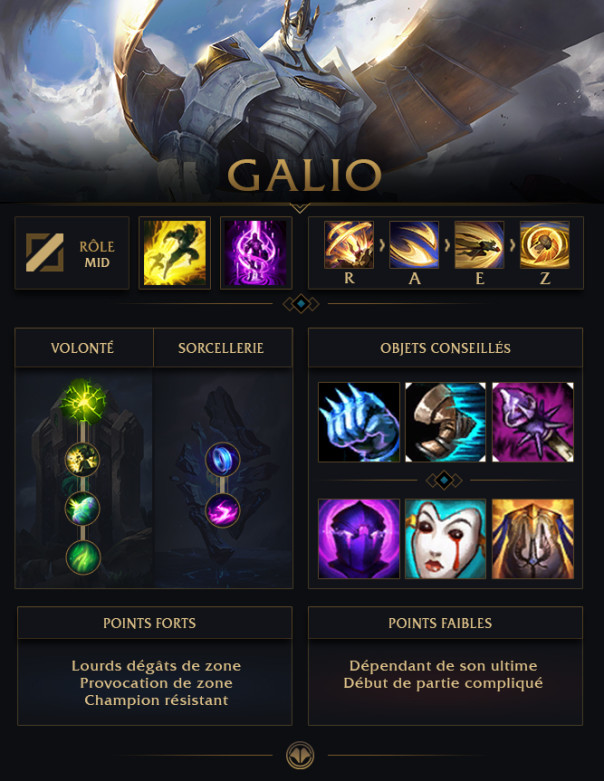 GALIO
RÔLE
MID
R A E Z
VOLONTÉ
SORCELLERIE
OBJETS CONSEILLÉS
POINTS FORTS
Lourds dégâts de zone
Provocation de zone
Champion résistant
POINTS FAIBLES
Dépendant de son ultime
Début de partie compliqué